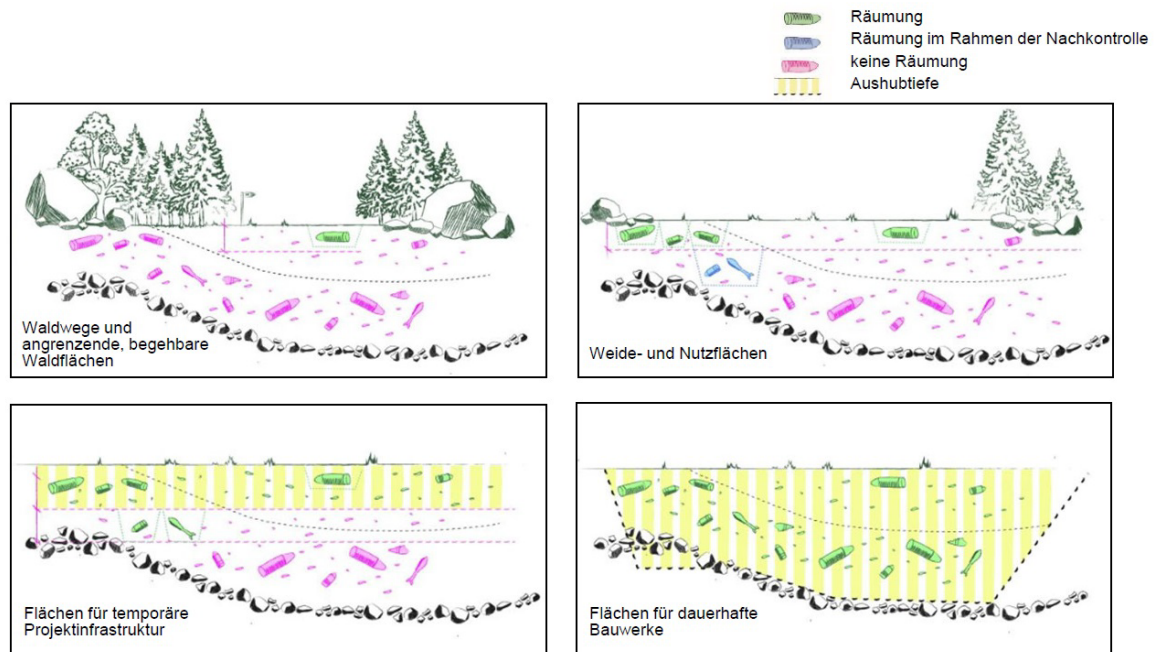 Räumung
Räumung im Rahmen der Nachkontrolle
keine Räumung
Aushubtiefe
Waldwege und
angrenzende, begehbare
Waldflächen
Weide- und Nutzflächen
Flächen für temporäre
Projektinfrastruktur
Flächen für dauerhafte
Bauwerke